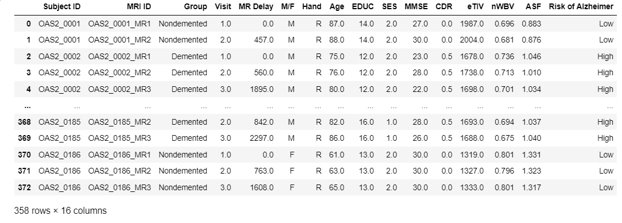 Subject ID MRI ID Group Visit MR Delay M/F Hand Age EDUC SES MMSE CDR eTIV nWBV ASF Risk of Alzheimer
0 OAS2_0001 OAS2_0001_MR1 Nondemented 1.0 0.0 M R 87.0 14.0 2.0 27.0 0.0 1987.0 0.696 0.883 Low
1 OAS2_0001 OAS2_0001_MR2 Nondemented 2.0 457.0 M R 88.0 14.0 2.0 30.0 0.0 2004.0 0.681 0.876 Low
2 OAS2_0002 OAS2_0002_MR1 Demented 1.0 0.0 M R 75.0 12.0 2.0 23.0 0.5 1678.0 0.736 1.046 High
3 OAS2_0002 OAS2_0002_MR2 Demented 2.0 560.0 M R 76.0 12.0 2.0 28.0 0.5 1738.0 0.713 1.010 High
4 OAS2_0002 OAS2_0002_MR3 Demented 3.0 1895.0 M R 80.0 12.0 2.0 22.0 0.5 1698.0 0.701 1.034 High
... ... ... ... ... ... ... ... ... ... ... ... ... ... ... ... ...
368 OAS2_0185 OAS2_0185_MR2 Demented 2.0 842.0 M R 82.0 16.0 1.0 28.0 0.5 1693.0 0.694 1.037 High
369 OAS2_0185 OAS2_0185_MR3 Demented 3.0 2297.0 M R 86.0 16.0 1.0 26.0 0.5 1688.0 0.675 1.040 High
370 OAS2_0186 OAS2_0186_MR1 Nondemented 1.0 0.0 F R 61.0 13.0 2.0 30.0 0.0 1319.0 0.801 1.331 Low
371 OAS2_0186 OAS2_0186_MR2 Nondemented 2.0 763.0 F R 63.0 13.0 2.0 30.0 0.0 1327.0 0.796 1.323 Low
372 OAS2_0186 OAS2_0186_MR3 Nondemented 3.0 1608.0 F R 65.0 13.0 2.0 30.0 0.0 1333.0 0.801 1.317 Low
358 rows × 16 columns